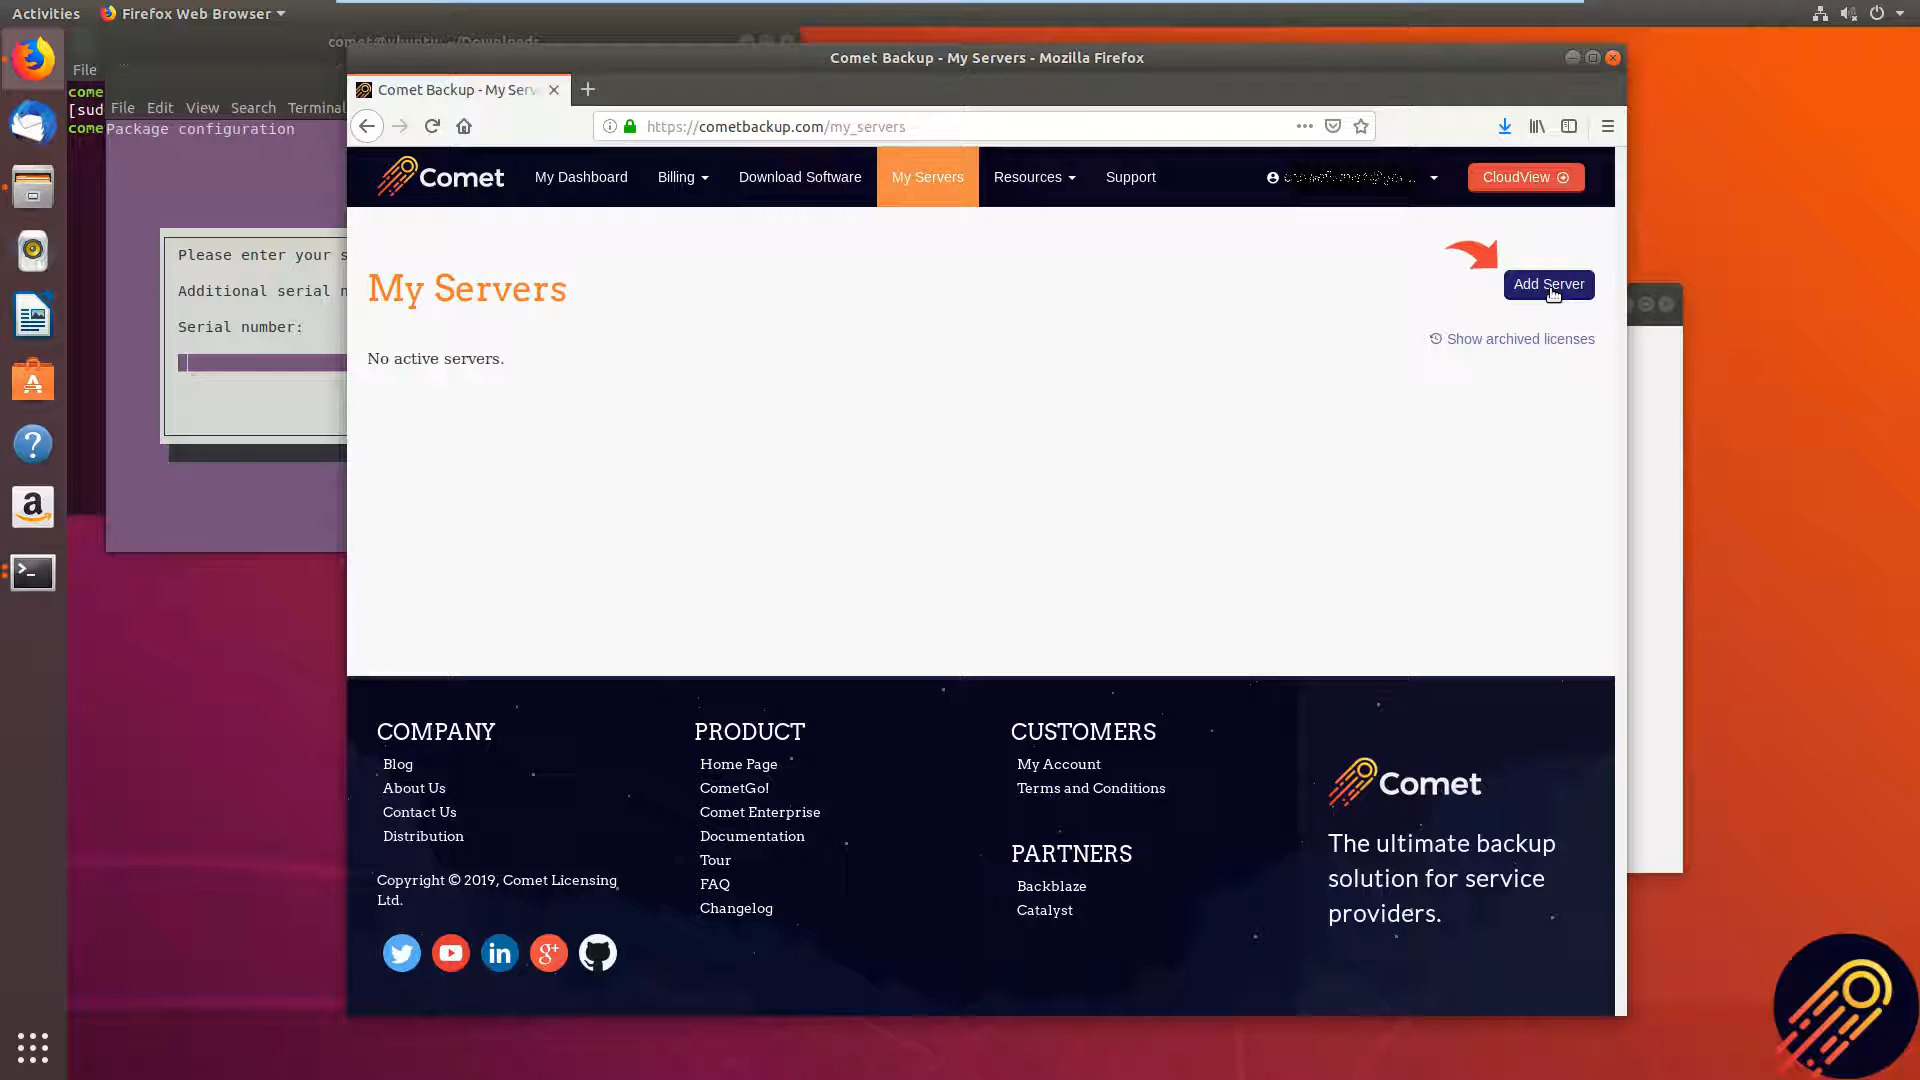 Activities
Firefox Web Browser
File
come
[sud
come
File Edit View Search Terminal
Package configuration
Please enter your s
Additional serial n
Serial number:
Comet Backup - My Servers - Mozilla Firefox
Comet Backup - My Serv
https://cometbackup.com/my_servers
Comet
My Dashboard
Billing
Download Software
My Servers
Resources
Support
CloudView
My Servers
Add Server
Show archived licenses
No active servers.
COMPANY
Blog
About Us
Contact Us
Distribution
Copyright © 2019, Comet Licensing
Ltd.
PRODUCT
Home Page
CometGo!
Comet Enterprise
Documentation
Tour
FAQ
Changelog
CUSTOMERS
My Account
Terms and Conditions
PARTNERS
Backblaze
Catalyst
Comet
The ultimate backup
solution for service
providers.